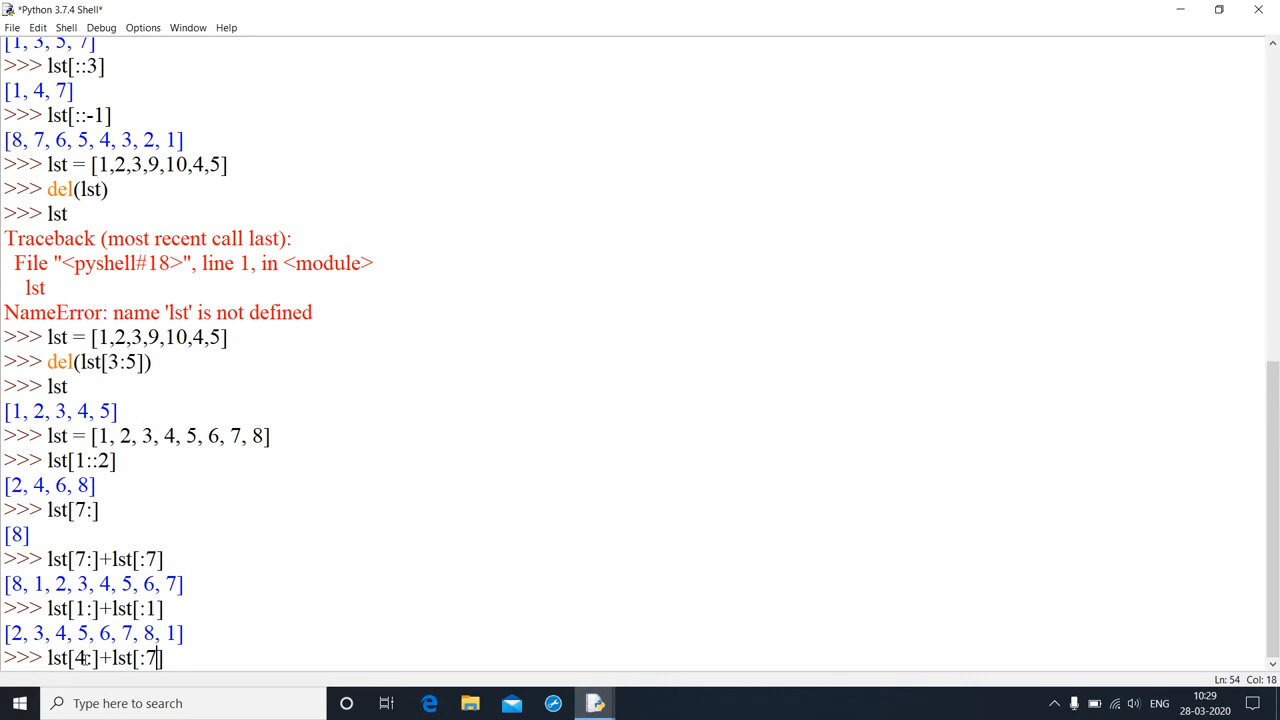 *Python 3.7.4 Shell*
File Edit Shell Debug Options Window Help
[1, 3, 5, 7]
>>> lst[::3]
[1, 4, 7]
>>> lst[::-1]
[8, 7, 6, 5, 4, 3, 2, 1]
>>> lst = [1,2,3,9,10,4,5]
>>> del(lst)
>>> lst
Traceback (most recent call last):
File "<pyshell#18>", line 1, in <module>
lst
NameError: name 'lst' is not defined
>>> lst = [1,2,3,9,10,4,5]
>>> del(lst[3:5])
>>> lst
[1, 2, 3, 4, 5]
>>> lst = [1, 2, 3, 4, 5, 6, 7, 8]
>>> lst[1::2]
[2, 4, 6, 8]
>>> lst[7:]
[8]
>>> lst[7:]+lst[:7]
[8, 1, 2, 3, 4, 5, 6, 7]
>>> lst[1:]+lst[:1]
[2, 3, 4, 5, 6, 7, 8, 1]
>>> lst[4:]+lst[:7]
Ln: 54 Col: 18
Type here to search
ENG
10:29
28-03-2020